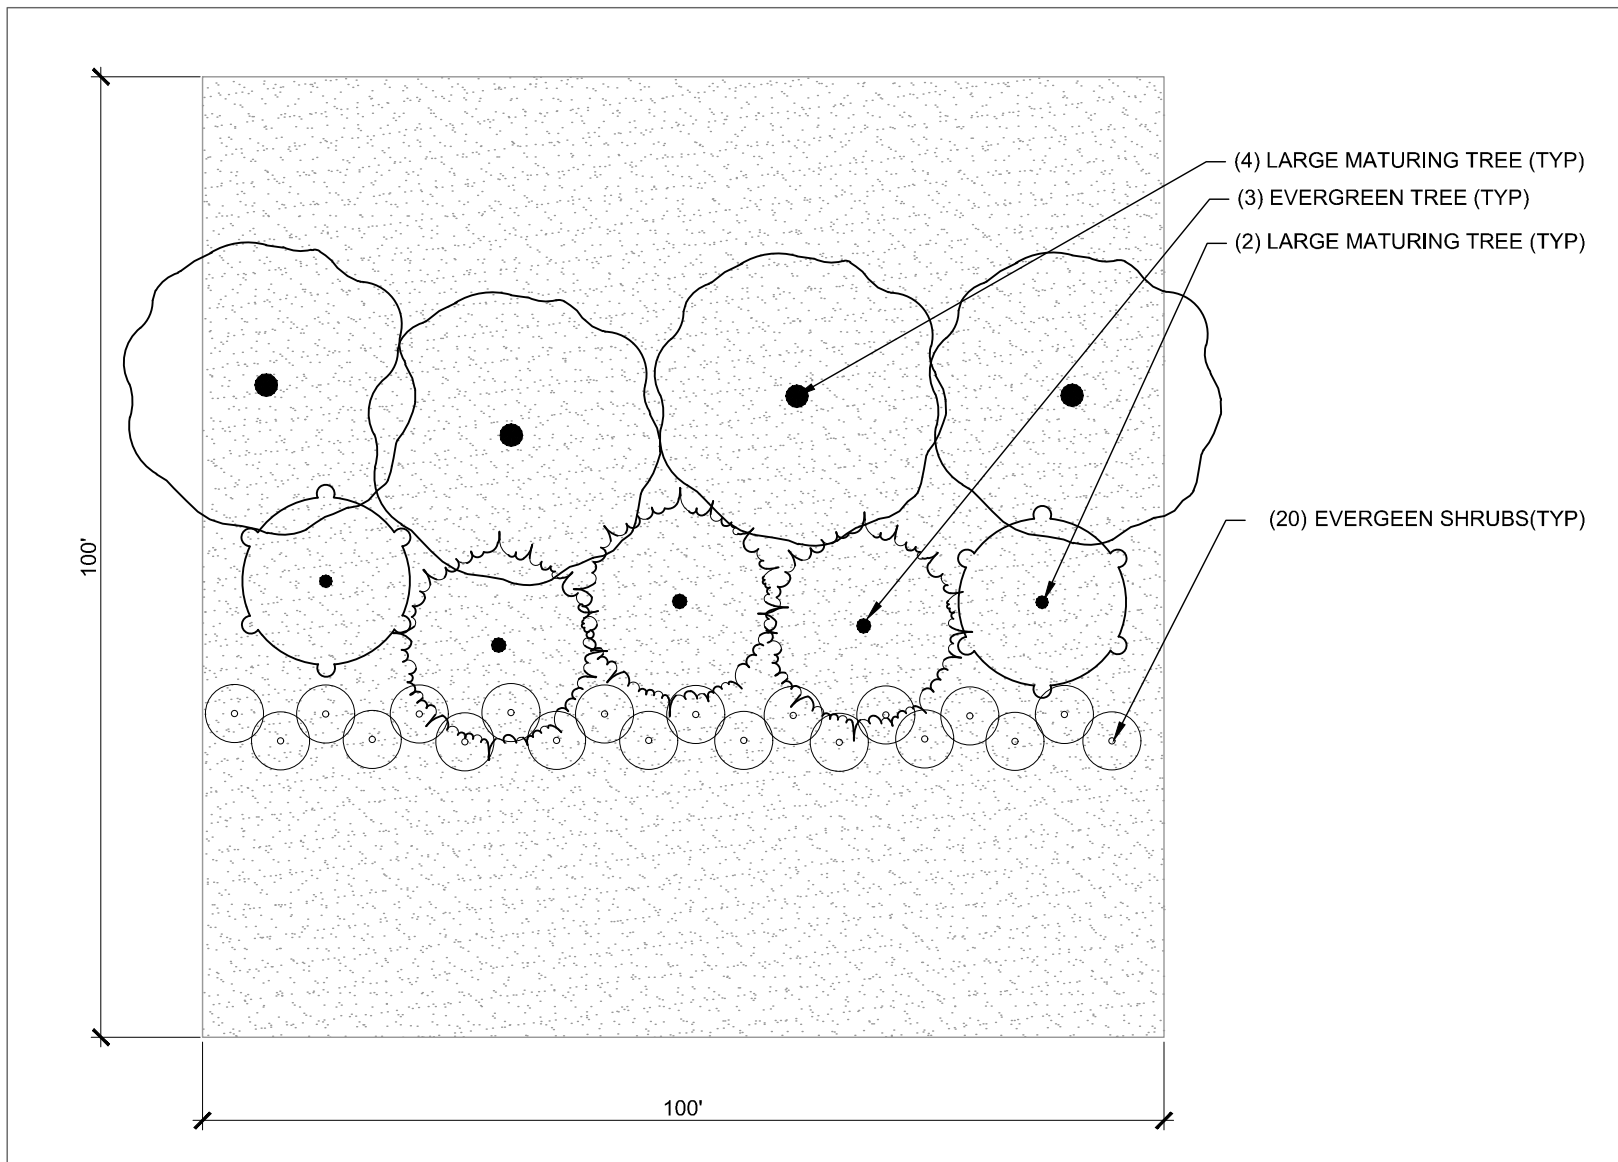 (4) LARGE MATURING TREE (TYP)
(3) EVERGREEN TREE (TYP)
(2) LARGE MATURING TREE (TYP)
(20) EVERGEEN SHRUBS(TYP)
100'
100'